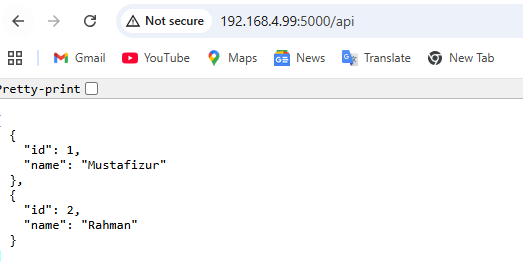 Not secure 192.168.4.99:5000/api
Gmail YouTube Maps News Translate New Tab
Pretty-print
{
"id": 1,
"name": "Mustafizur"
},
{
"id": 2,
"name": "Rahman"
}